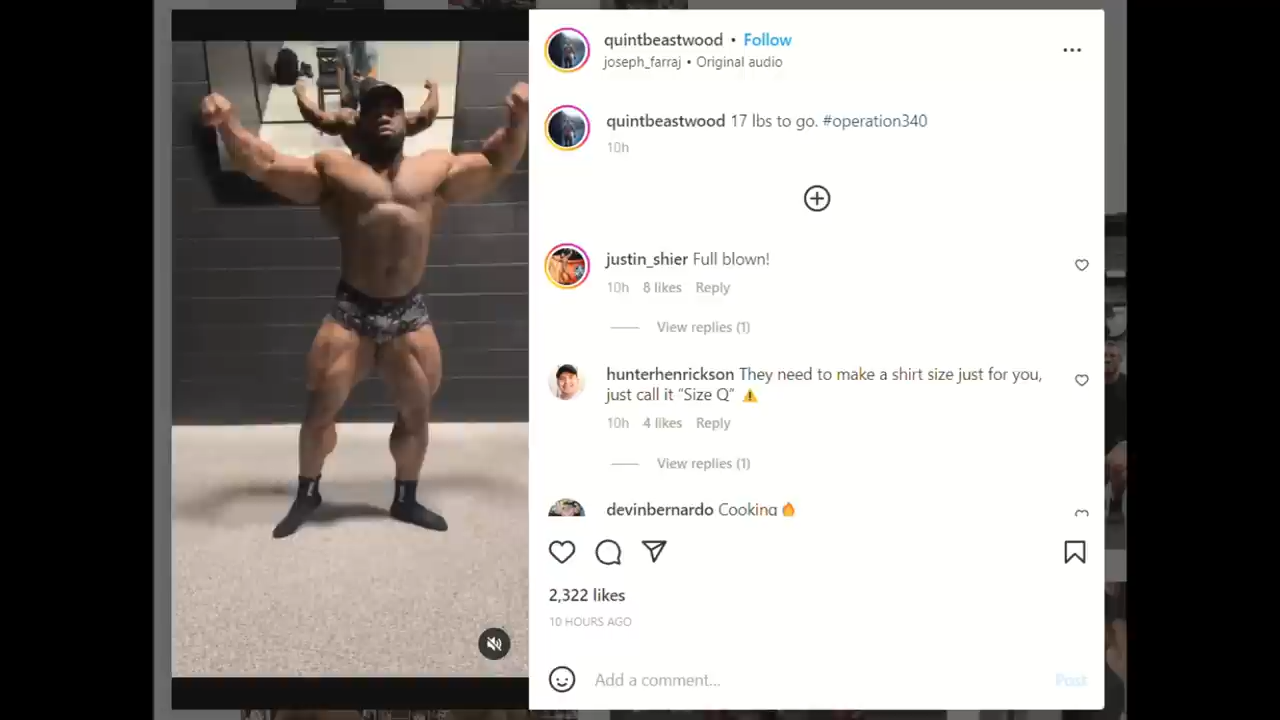 quintbeastwood • Follow
joseph_farraj • Original audio
quintbeastwood 17 lbs to go. #operation340
10h
justin_shier Full blown!
10h 8 likes Reply
View replies (1)
hunterhenrickson They need to make a shirt size just for you,
just call it “Size Q” ⚠️
10h 4 likes Reply
View replies (1)
devinbernardo Cooking 🔥
2,322 likes
10 HOURS AGO
Add a comment...
Post